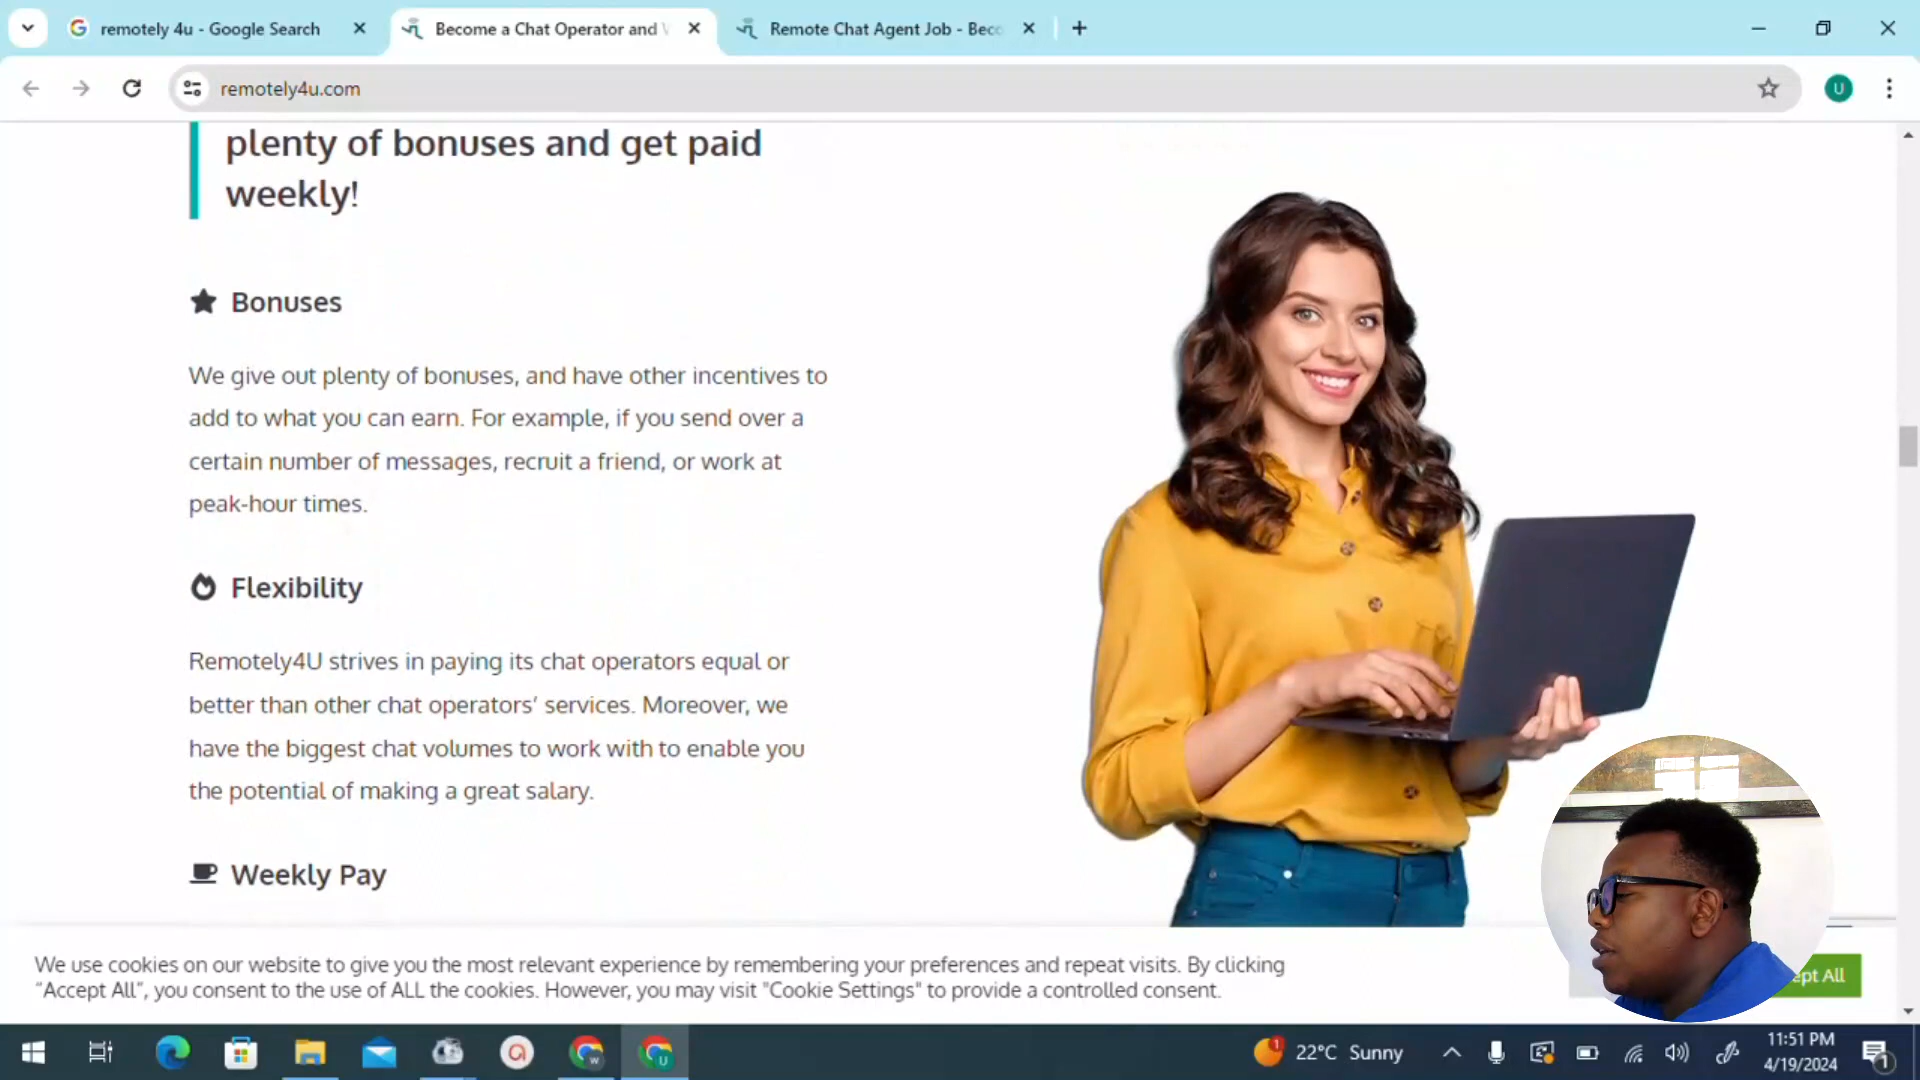 remotely 4u - Google Search
Become a Chat Operator and
Remote Chat Agent Job - Beco
remotely4u.com
U
plenty of bonuses and get paid
weekly!
Bonuses
We give out plenty of bonuses, and have other incentives to
add to what you can earn. For example, if you send over a
certain number of messages, recruit a friend, or work at
peak-hour times.
Flexibility
Remotely4U strives in paying its chat operators equal or
better than other chat operators’ services. Moreover, we
have the biggest chat volumes to work with to enable you
the potential of making a great salary.
Weekly Pay
We use cookies on our website to give you the most relevant experience by remembering your preferences and repeat visits. By clicking
“Accept All”, you consent to the use of ALL the cookies. However, you may visit "Cookie Settings" to provide a controlled consent.
ept All
W
U
1
22°C Sunny
11:51 PM
4/19/2024
1